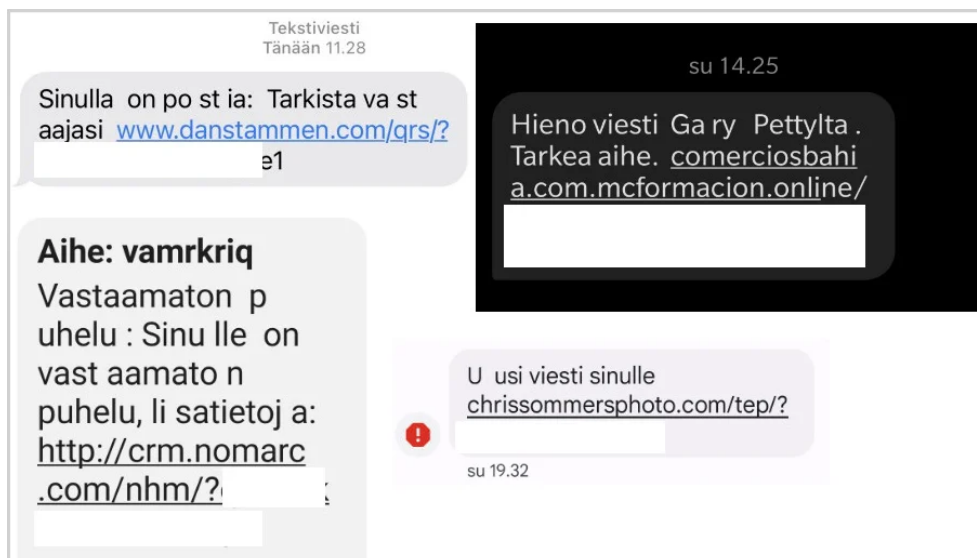 Tekstiviesti
Tänään 11.28
Sinulla on po st ia: Tarkista va st
aajasi www.danstammen.com/qrs/?
e1
su 14.25
Hieno viesti Ga ry Pettylta .
Tarkea aihe. comerciosbahi
a.com.mcformacion.online/
Aihe: vamrkriq
Vastaamaton p
uhelu : Sinu lle on
vast aamato n
puhelu, li satietoj a:
http://crm.nomarc
.com/nhm/?
U usi viesti sinulle
chrissommersphoto.com/tep/?
su 19.32